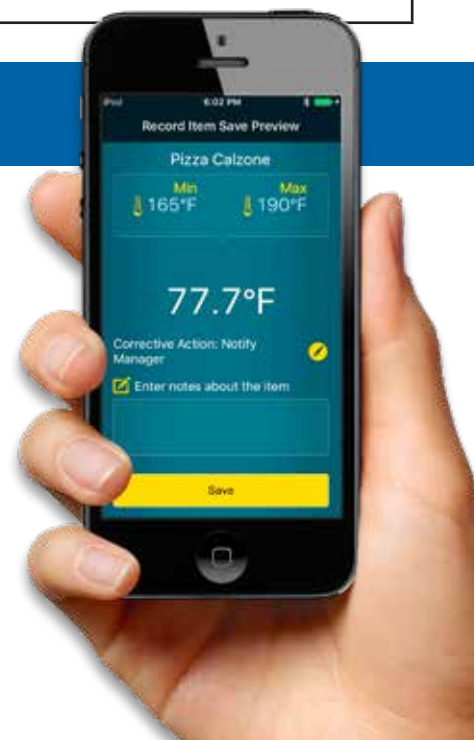 iPod 6:02 PM
Record Item Save Preview
Pizza Calzone
Min Max
165°F 190°F
77.7°F
Corrective Action: Notify
Manager
Enter notes about the item
Save